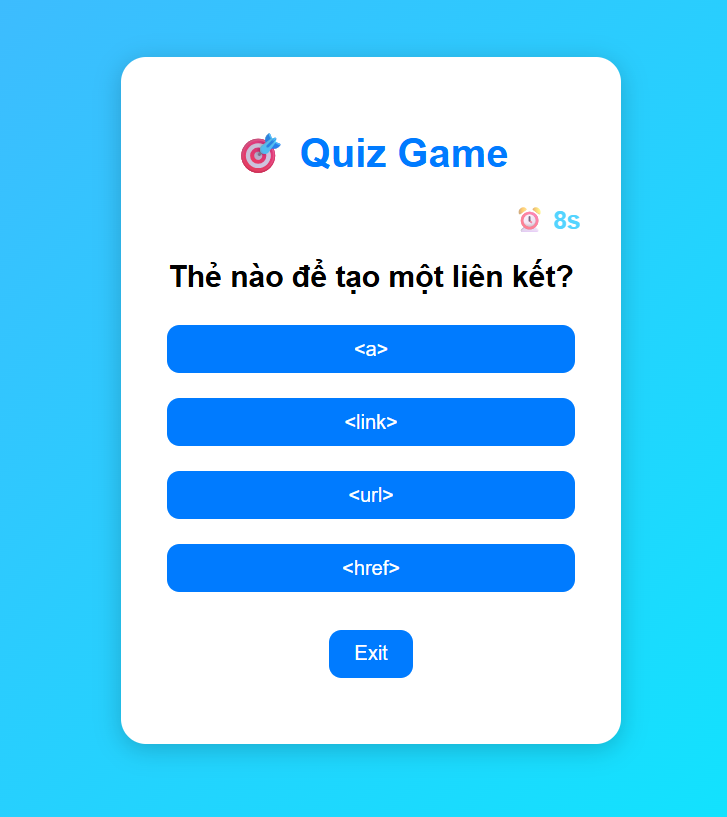 Quiz Game
8s
Thẻ nào để tạo một liên kết?
<a>
<link>
<url>
<href>
Exit